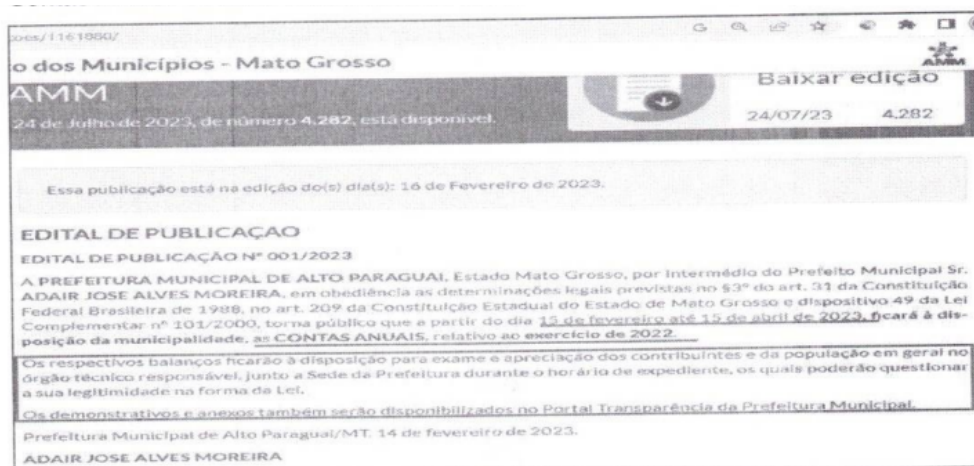 oes/1161880/
o dos Municípios - Mato Grosso
AMM
AMM
Baixar edição
24 de Julho de 2023, de número 4.282, está disponível.
24/07/23 4.282
Essa publicação está na edição do(s) dia(s): 16 de Fevereiro de 2023.
EDITAL DE PUBLICAÇÃO
EDITAL DE PUBLICAÇÃO N° 001/2023
A PREFEITURA MUNICIPAL DE ALTO PARAGUAI, Estado Mato Grosso, por intermédio do Prefeito Municipal Sr.
ADAIR JOSE ALVES MOREIRA, em obediência as determinações legais previstas no §3° do art. 31 da Constituição
Federal Brasileira de 1988, no art. 209 da Constituição Estadual do Estado de Mato Grosso e dispositivo 49 da Lei
Complementar n° 101/2000, torna público que a partir do dia 15 de fevereiro até 15 de abril de 2023, ficará à dis-
posição da municipalidade, as CONTAS ANUAIS, relativo ao exercício de 2022.
Os respectivos balanços ficarão à disposição para exame e apreciação dos contribuintes e da população em geral no
órgão técnico responsável, junto a Sede da Prefeitura durante o horário de expediente, os quais poderão questionar
a sua legitimidade na forma da Lei.
Os demonstrativos e anexos também serão disponibilizados no Portal Transparência da Prefeitura Municipal.
Prefeitura Municipal de Alto Paraguai/MT. 14 de fevereiro de 2023.
ADAIR JOSE ALVES MOREIRA